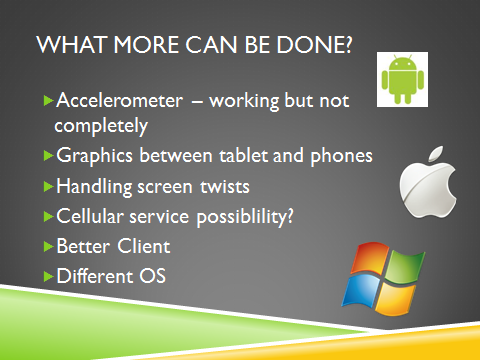 WHAT MORE CAN BE DONE?
Accelerometer – working but not
completely
Graphics between tablet and phones
Handling screen twists
Cellular service possiblility?
Better Client
Different OS